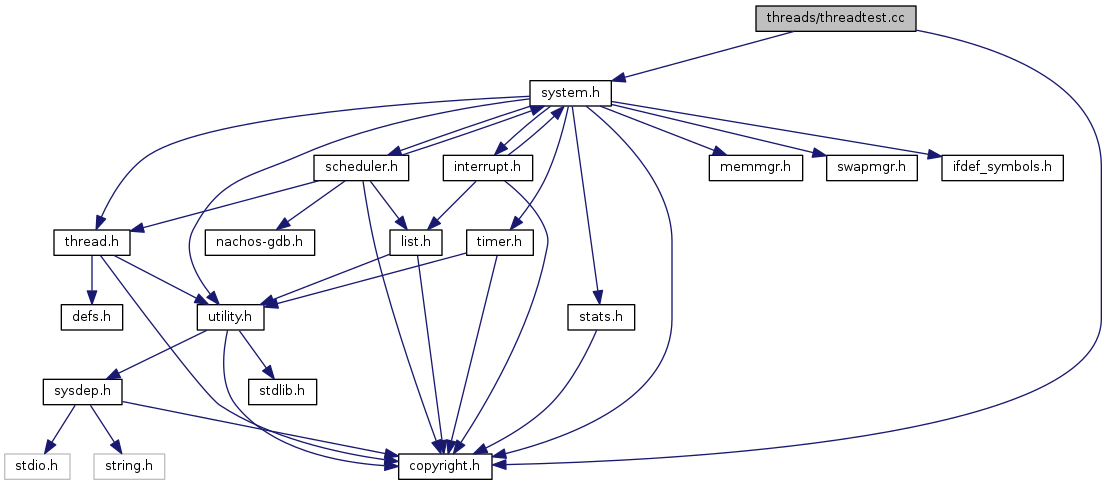 threads/threadtest.cc
system.h
scheduler.h
interrupt.h
memmgr.h
swapmgr.h
ifdef_symbols.h
thread.h
nachos-gdb.h
list.h
timer.h
defs.h
utility.h
stats.h
sysdep.h
stdlib.h
stdio.h
string.h
copyright.h